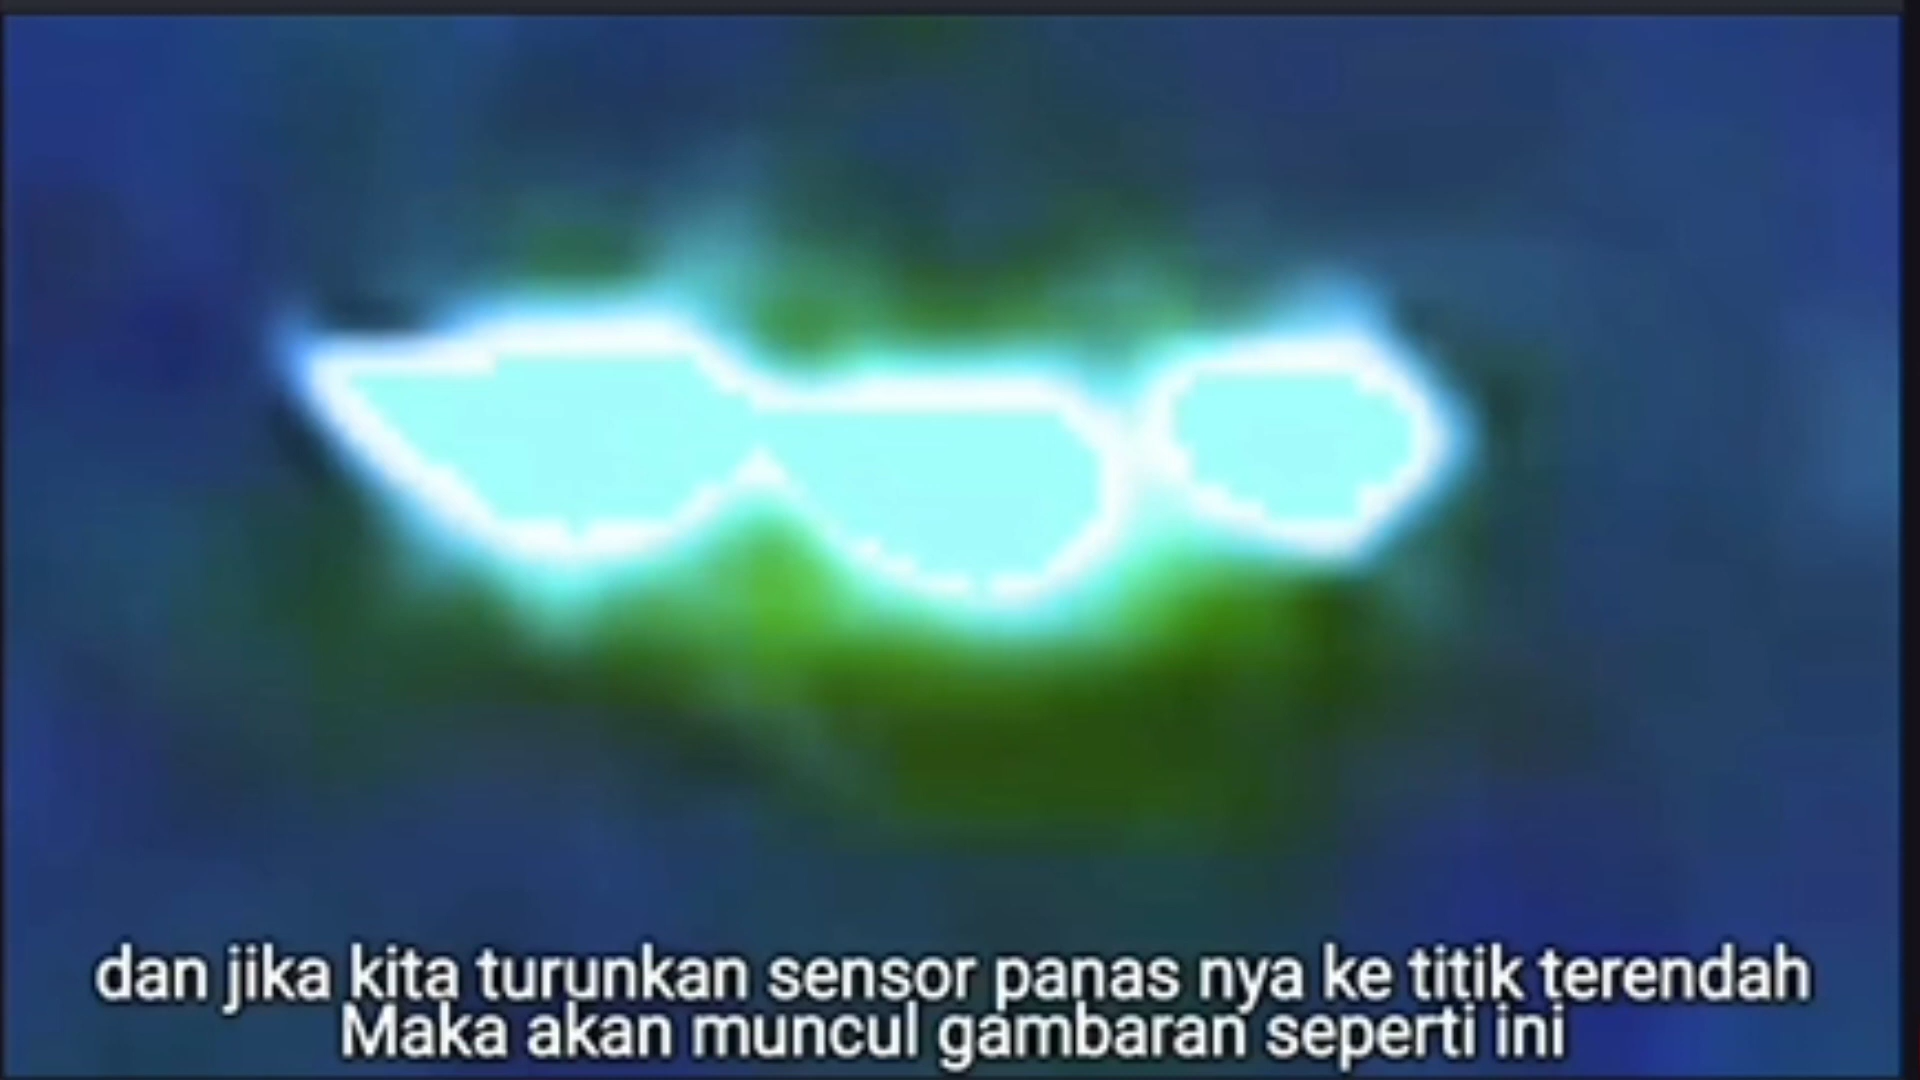 dan jika kita turunkan sensor panas nya ke titik terendah
Maka akan muncul gambaran seperti ini